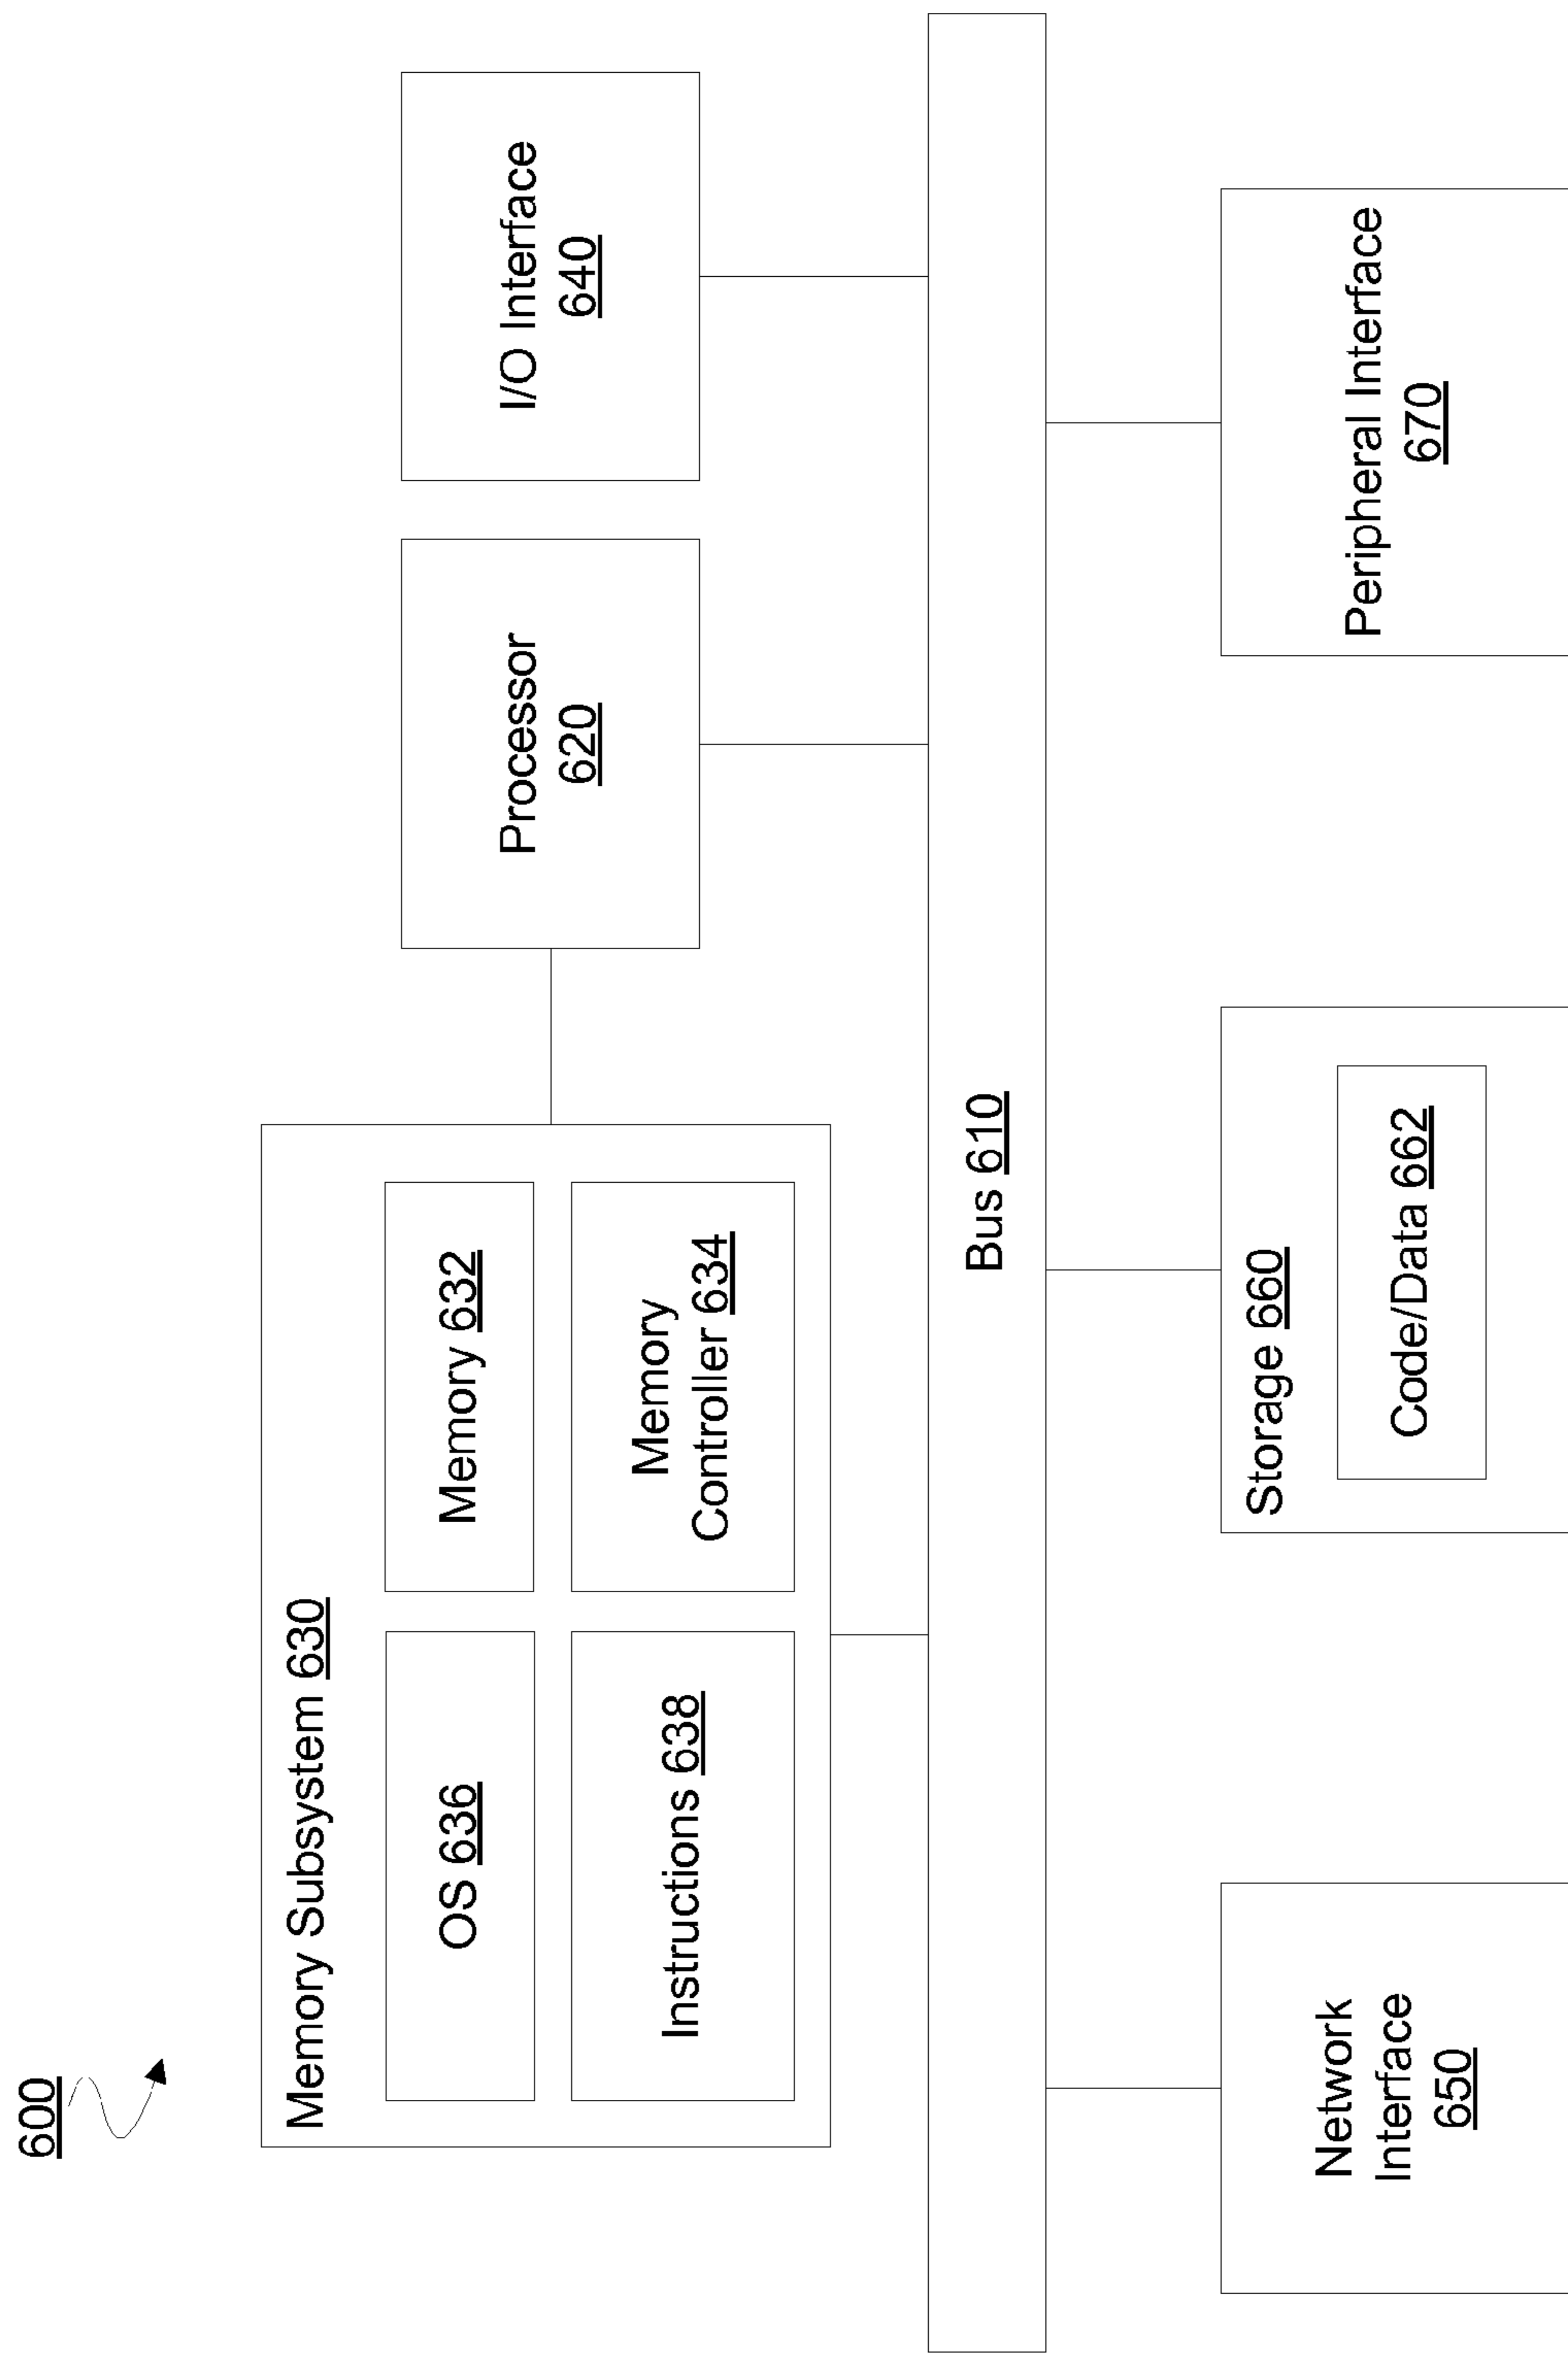 600
Memory Subsystem 630
OS 636
Memory 632
Instructions 638
Memory
Controller 634
Processor
620
I/O Interface
640
Bus 610
Network
Interface
650
Storage 660
Code/Data 662
Peripheral Interface
670